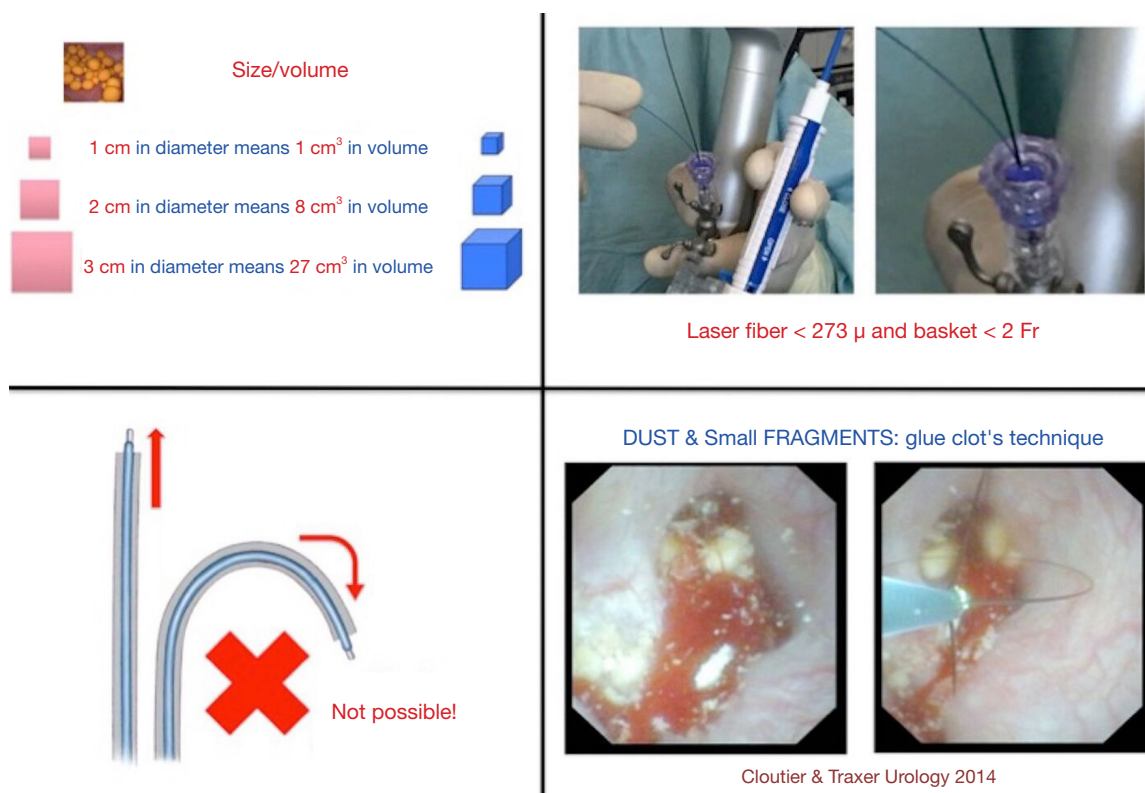 Size/volume
1 cm in diameter means 1 cm³ in volume
2 cm in diameter means 8 cm³ in volume
3 cm in diameter means 27 cm³ in volume
Laser fiber < 273 µ and basket < 2 Fr
Not possible!
DUST & Small FRAGMENTS: glue clot's technique
Cloutier & Traxer Urology 2014